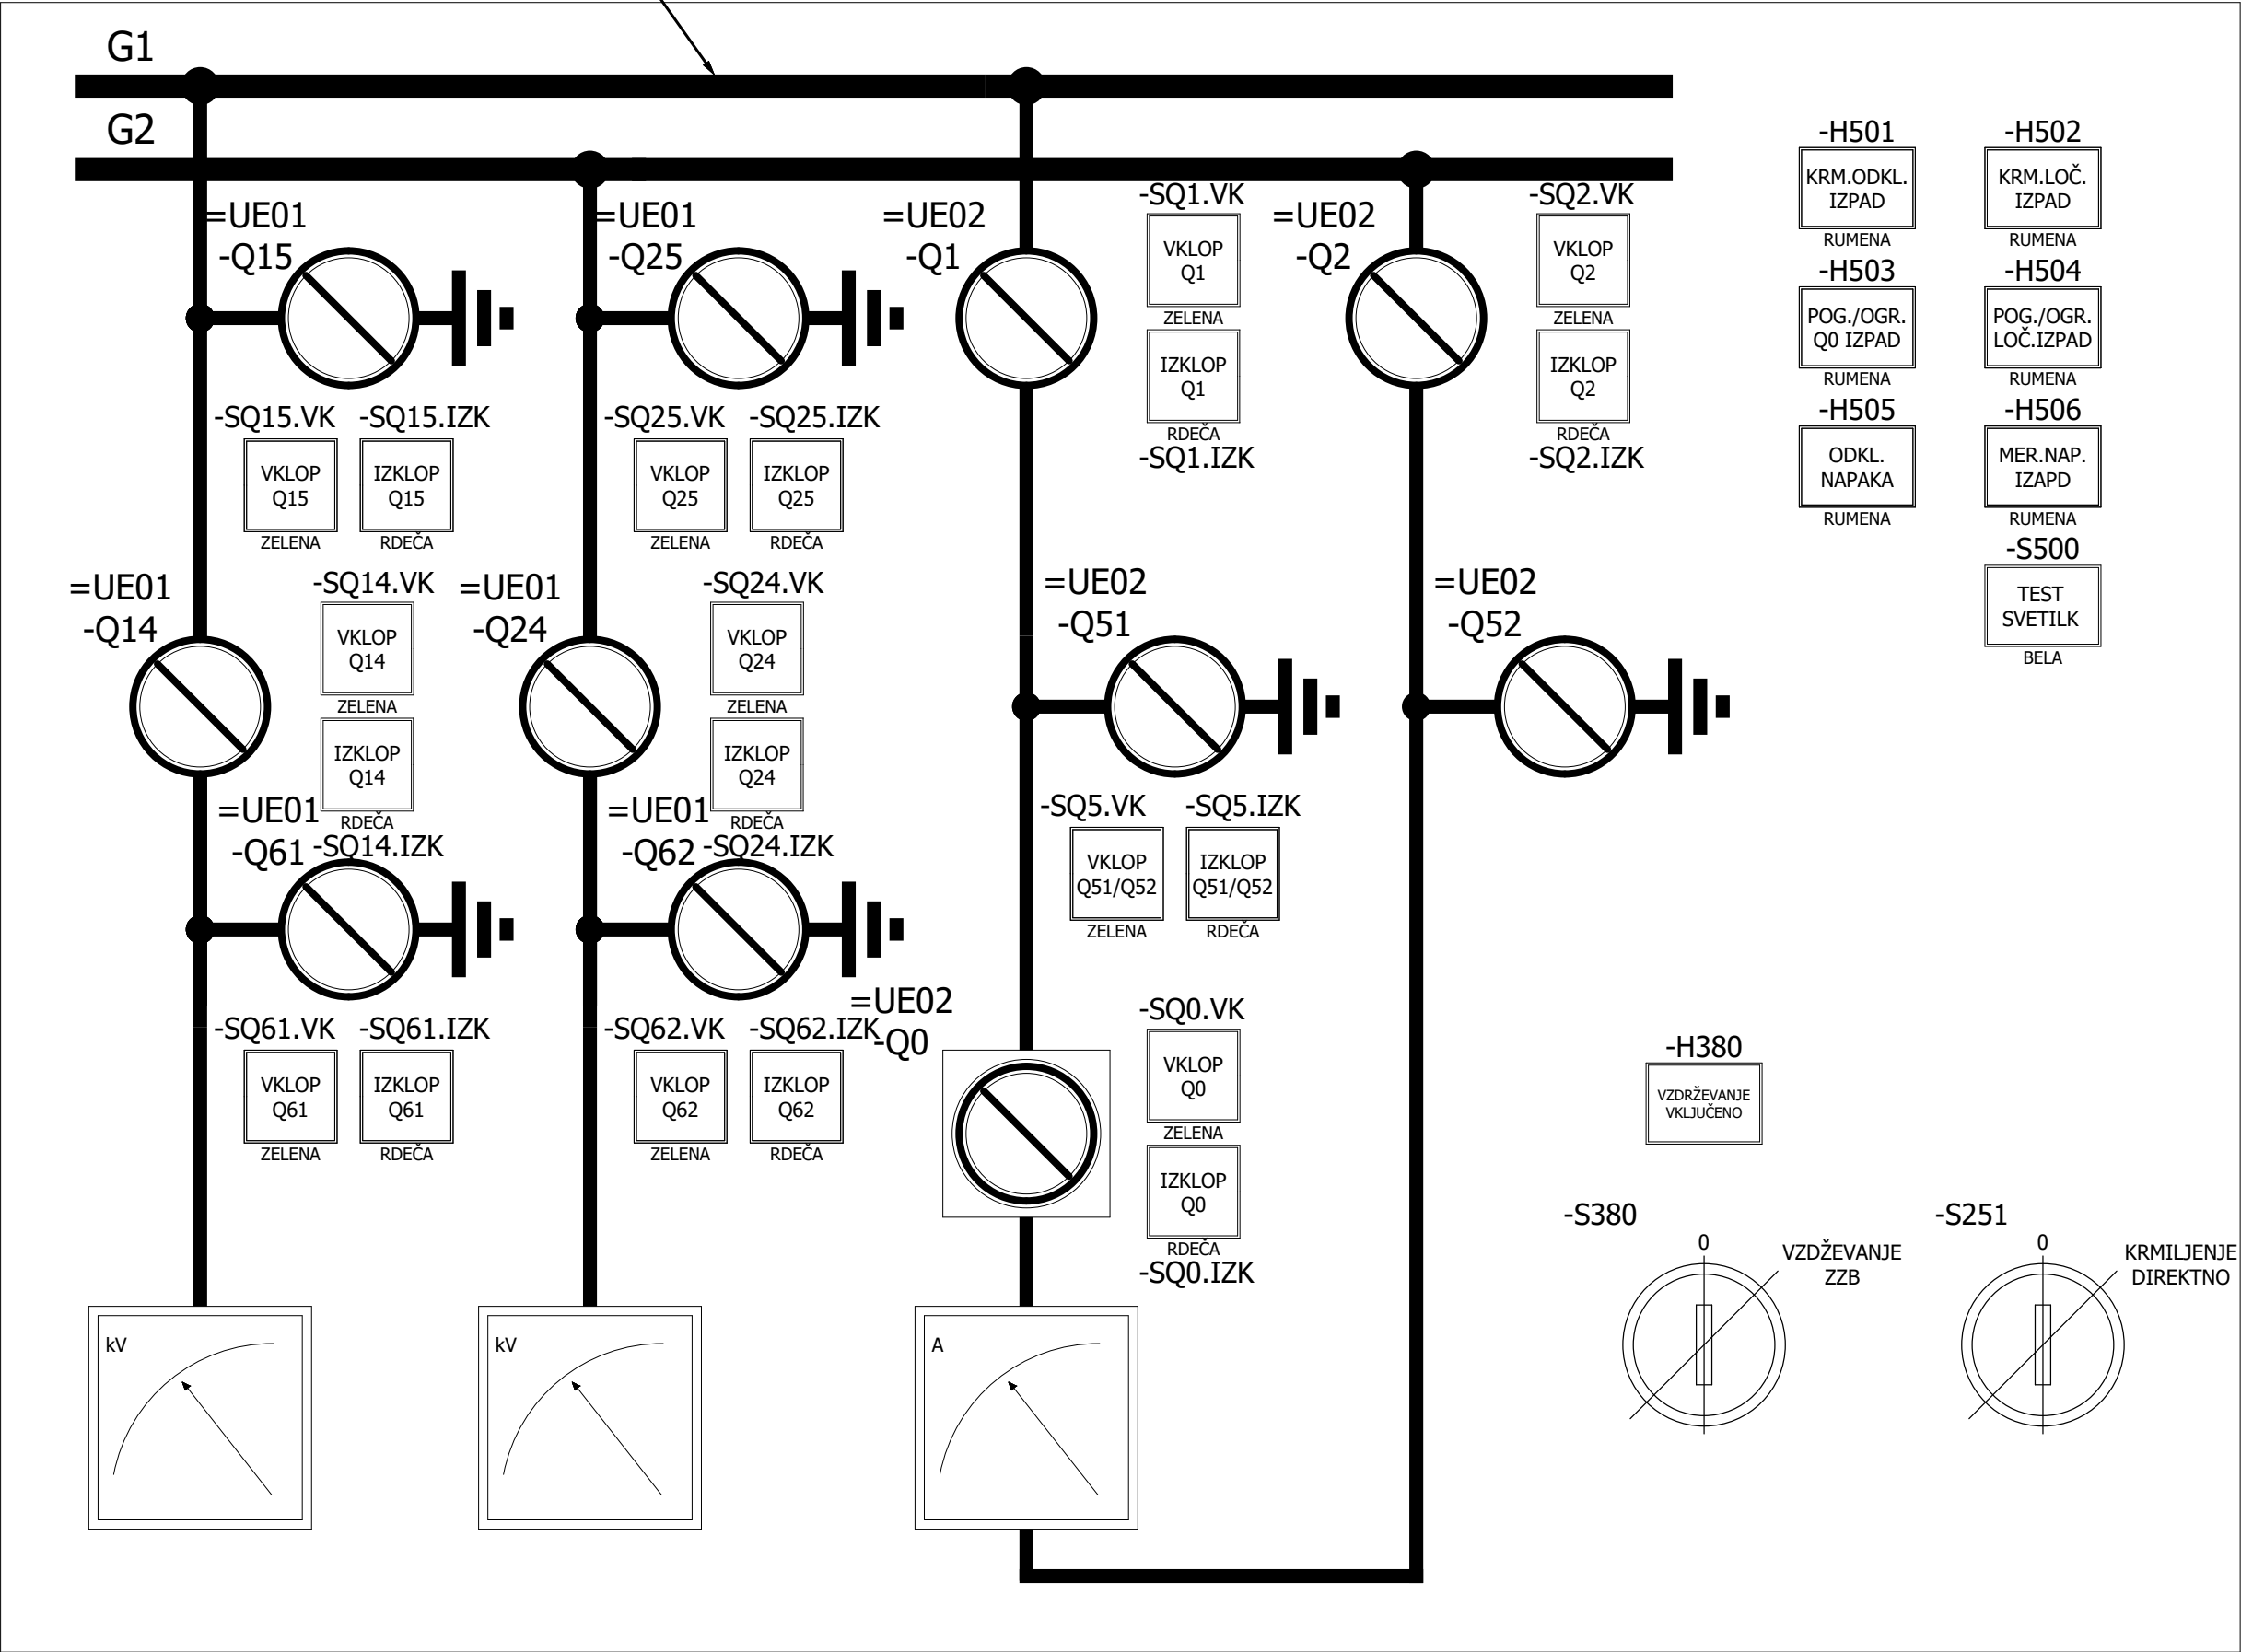 G1
G2
=UE01
-Q15
=UE01
-Q25
=UE02
-Q1
-SQ1.VK
VKLOP
Q1
ZELENA
IZKLOP
Q1
RDEČA
-SQ1.IZK
=UE02
-Q2
-SQ2.VK
VKLOP
Q2
ZELENA
IZKLOP
Q2
RDEČA
-SQ2.IZK
-H501
KRM.ODKL.
IZPAD
RUMENA
-H502
KRM.LOČ.
IZPAD
RUMENA
-H503
POG./OGR.
Q0 IZPAD
RUMENA
-H504
POG./OGR.
LOČ.IZPAD
RUMENA
-H505
ODKL.
NAPAKA
RUMENA
-H506
MER.NAP.
IZAPD
RUMENA
-S500
TEST
SVETILK
BELA
-SQ15.VK
VKLOP
Q15
ZELENA
-SQ15.IZK
IZKLOP
Q15
RDEČA
-SQ25.VK
VKLOP
Q25
ZELENA
-SQ25.IZK
IZKLOP
Q25
RDEČA
=UE01
-Q14
-SQ14.VK
VKLOP
Q14
ZELENA
IZKLOP
Q14
RDEČA
-SQ14.IZK
=UE01
-Q24
-SQ24.VK
VKLOP
Q24
ZELENA
IZKLOP
Q24
RDEČA
-SQ24.IZK
=UE02
-Q51
=UE02
-Q52
-SQ5.VK
VKLOP
Q51/Q52
ZELENA
-SQ5.IZK
IZKLOP
Q51/Q52
RDEČA
=UE01
-Q61
=UE01
-Q62
-SQ61.VK
VKLOP
Q61
ZELENA
-SQ61.IZK
IZKLOP
Q61
RDEČA
-SQ62.VK
VKLOP
Q62
ZELENA
-SQ62.IZK
IZKLOP
Q62
RDEČA
=UE02
-Q0
-SQ0.VK
VKLOP
Q0
ZELENA
IZKLOP
Q0
RDEČA
-SQ0.IZK
-H380
VZDRŽEVANJE
VKLJUČENO
-S380
0
VZDŽEVANJE
ZZB
-S251
0
KRMILJENJE
DIREKTNO
kV
kV
A